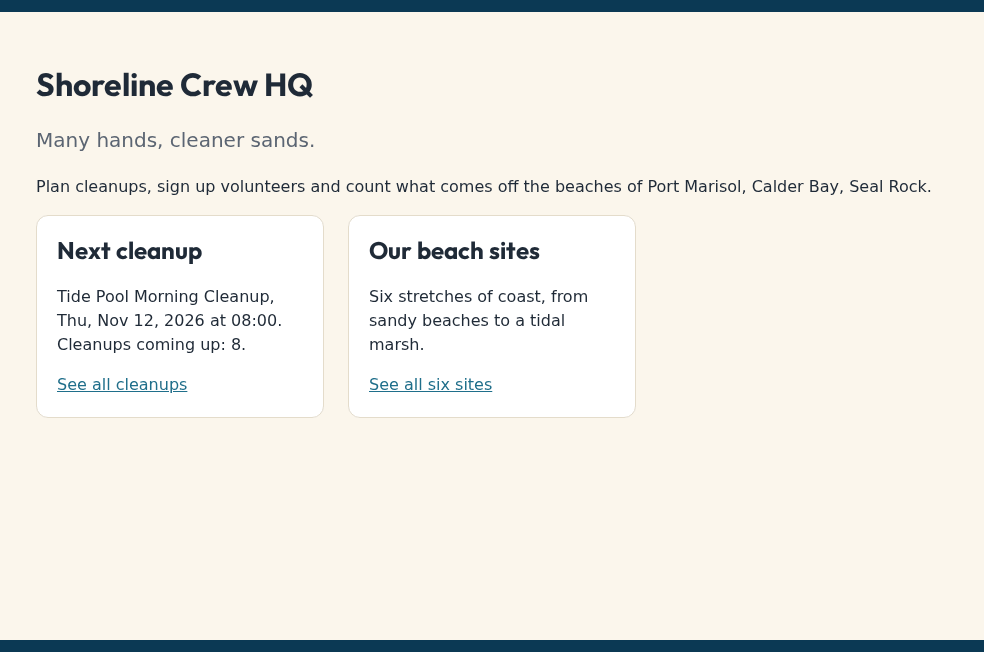 Shoreline Crew HQ
Many hands, cleaner sands.
Plan cleanups, sign up volunteers and count what comes off the beaches of Port Marisol, Calder Bay, Seal Rock.
Next cleanup
Tide Pool Morning Cleanup,
Thu, Nov 12, 2026 at 08:00.
Cleanups coming up: 8.
See all cleanups
Our beach sites
Six stretches of coast, from
sandy beaches to a tidal
marsh.
See all six sites